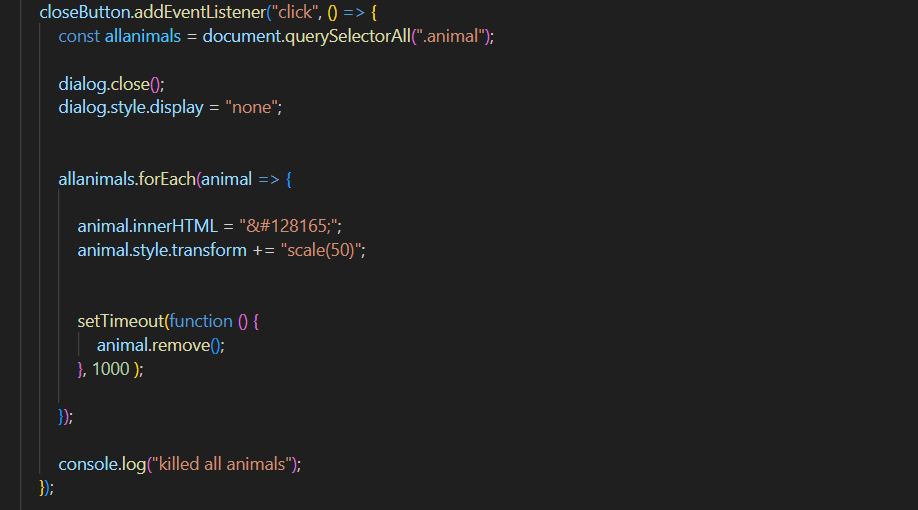 closeButton.addEventListener("click", () => {
const allanimals = document.querySelectorAll(".animal");
dialog.close();
dialog.style.display = "none";
allanimals.forEach(animal => {
animal.innerHTML = "&#128165;";
animal.style.transform += "scale(50)";
setTimeout(function () {
animal.remove();
}, 1000 );
});
console.log("killed all animals");
});